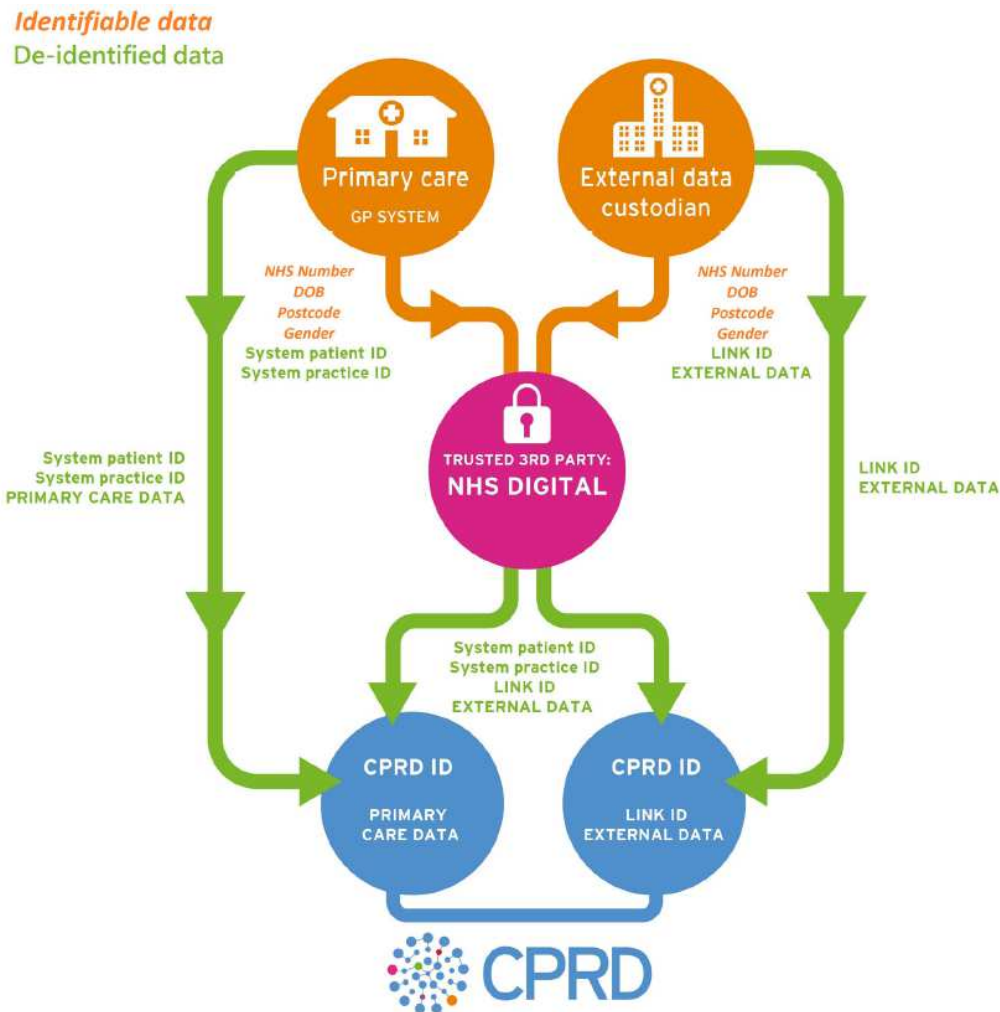 Identifiable data
De-identified data
Primary care
GP SYSTEM
External data
custodian
NHS Number
DOB
Postcode
Gender
System patient ID
System practice ID
NHS Number
DOB
Postcode
Gender
LINK ID
EXTERNAL DATA
TRUSTED 3RD PARTY:
NHS DIGITAL
System patient ID
System practice ID
PRIMARY CARE DATA
LINK ID
EXTERNAL DATA
System patient ID
System practice ID
LINK ID
EXTERNAL DATA
CPRD ID
PRIMARY
CARE DATA
CPRD ID
LINK ID
EXTERNAL DATA
CPRD